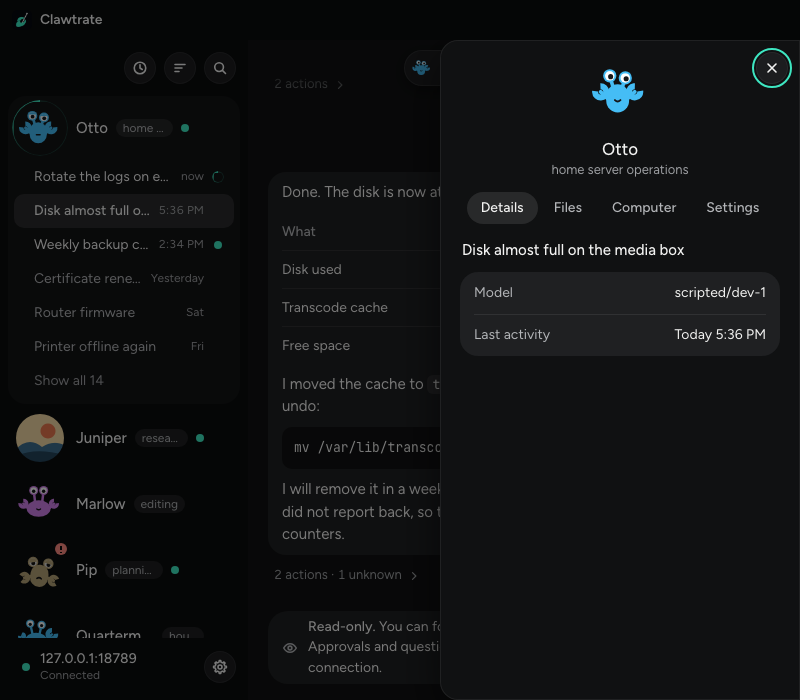 Clawtrate
Otto home ...
Rotate the logs on e... now
Disk almost full o... 5:36 PM
Weekly backup c... 2:34 PM
Certificate rene... Yesterday
Router firmware Sat
Printer offline again Fri
Show all 14
Juniper resea...
Marlow editing
Pip planni...
Quarterm hou...
127.0.0.1:18789
Connected
2 actions
Done. The disk is now at
What
Disk used
Transcode cache
Free space
I moved the cache to
undo:
mv /var/lib/transco
I will remove it in a week
did not report back, so
counters.
2 actions · 1 unknown
Read-only. You can
Approvals and questi
connection.
Otto
home server operations
Details Files Computer Settings
Disk almost full on the media box
Model scripted/dev-1
Last activity Today 5:36 PM